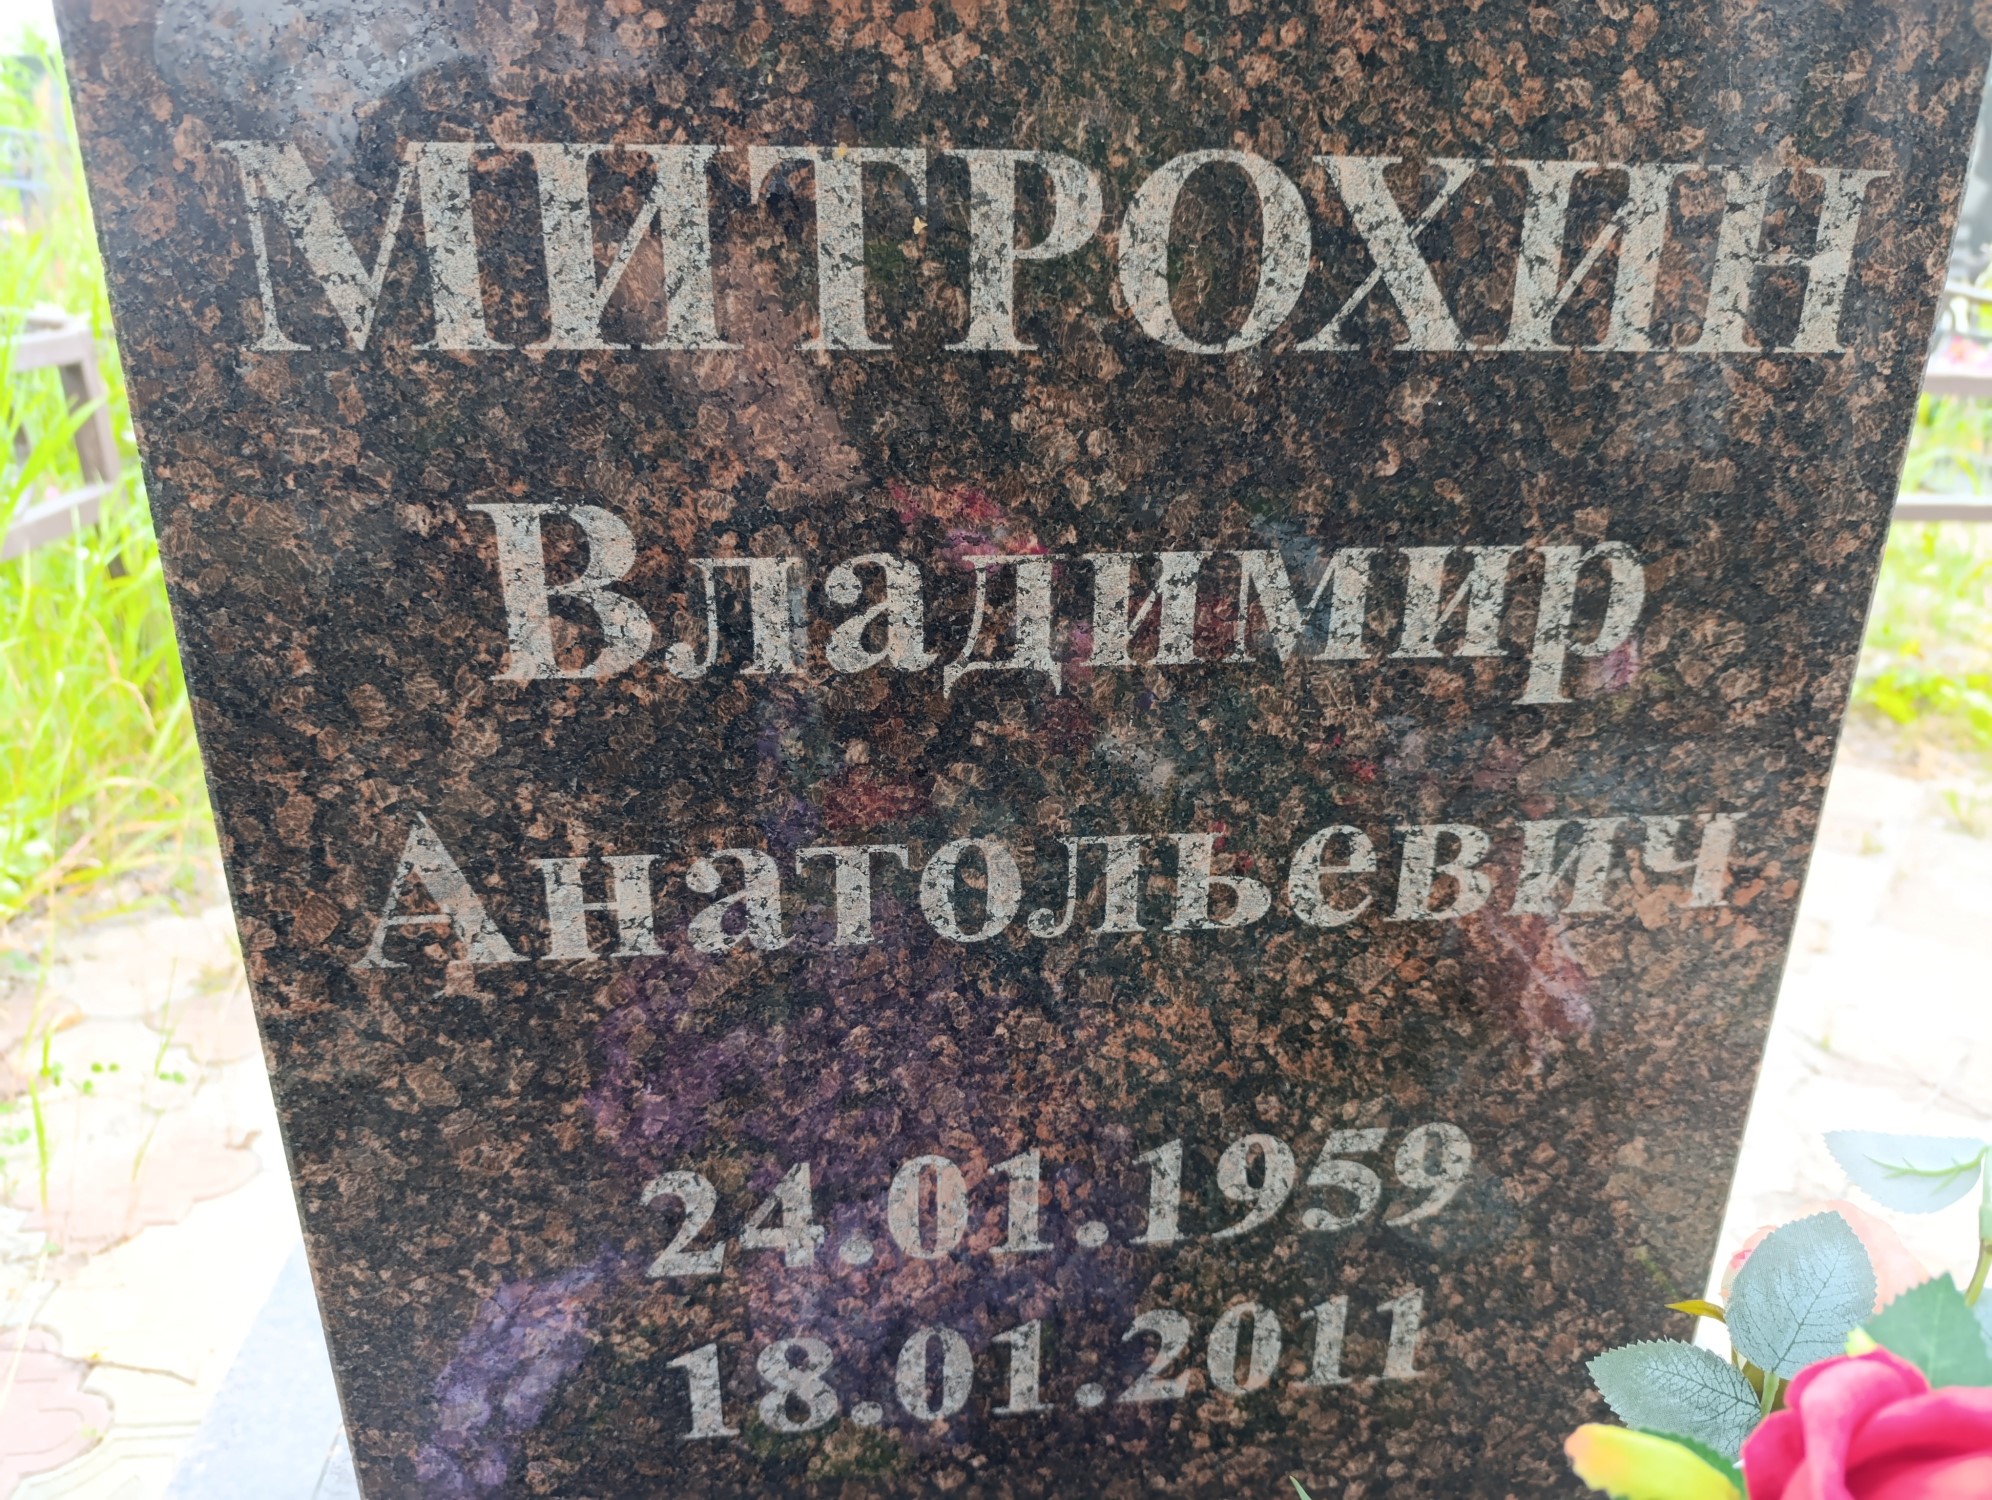 МИТРОХИН
Владимир
Анатольевич
24.01.1959
18.01.2011